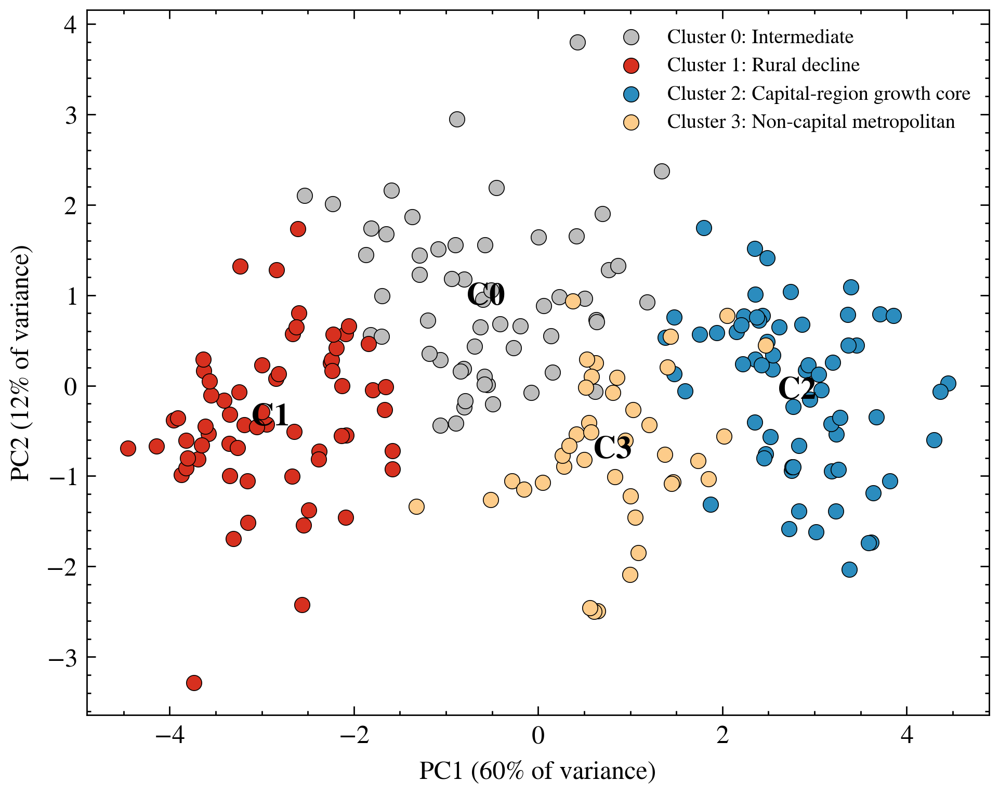 Cluster 0: Intermediate
Cluster 1: Rural decline
Cluster 2: Capital-region growth core
Cluster 3: Non-capital metropolitan
4
3
2
1
0
−1
−2
−3
C0
C1
C2
C3
−4
−2
0
2
4
PC1 (60% of variance)
PC2 (12% of variance)